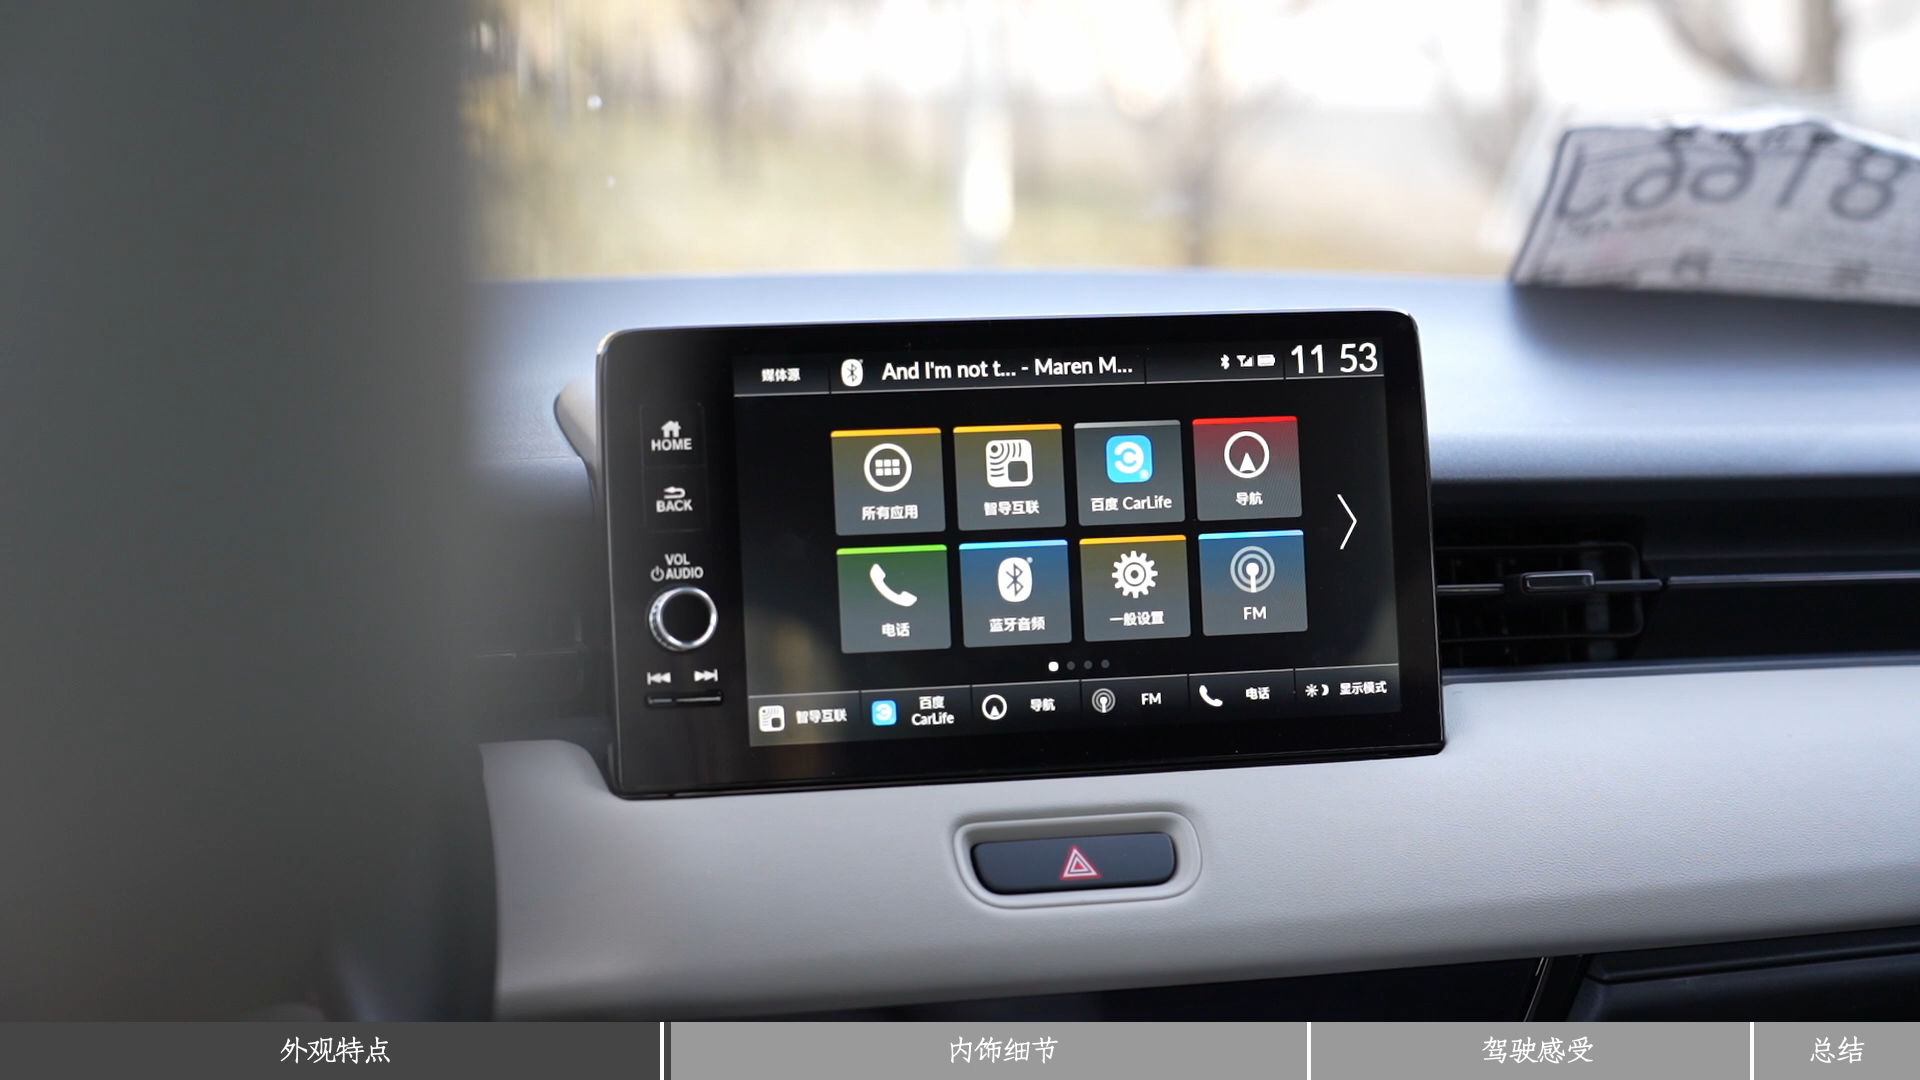 媒体源
And I'm not t... - Maren M...
11 53
HOME
BACK
VOL
AUDIO
所有应用
智导互联
百度 CarLife
导航
电话
蓝牙音频
一般设置
FM
智导互联
百度
CarLife
导航
FM
电话
显示模式
外观特点
内饰细节
驾驶感受
总结